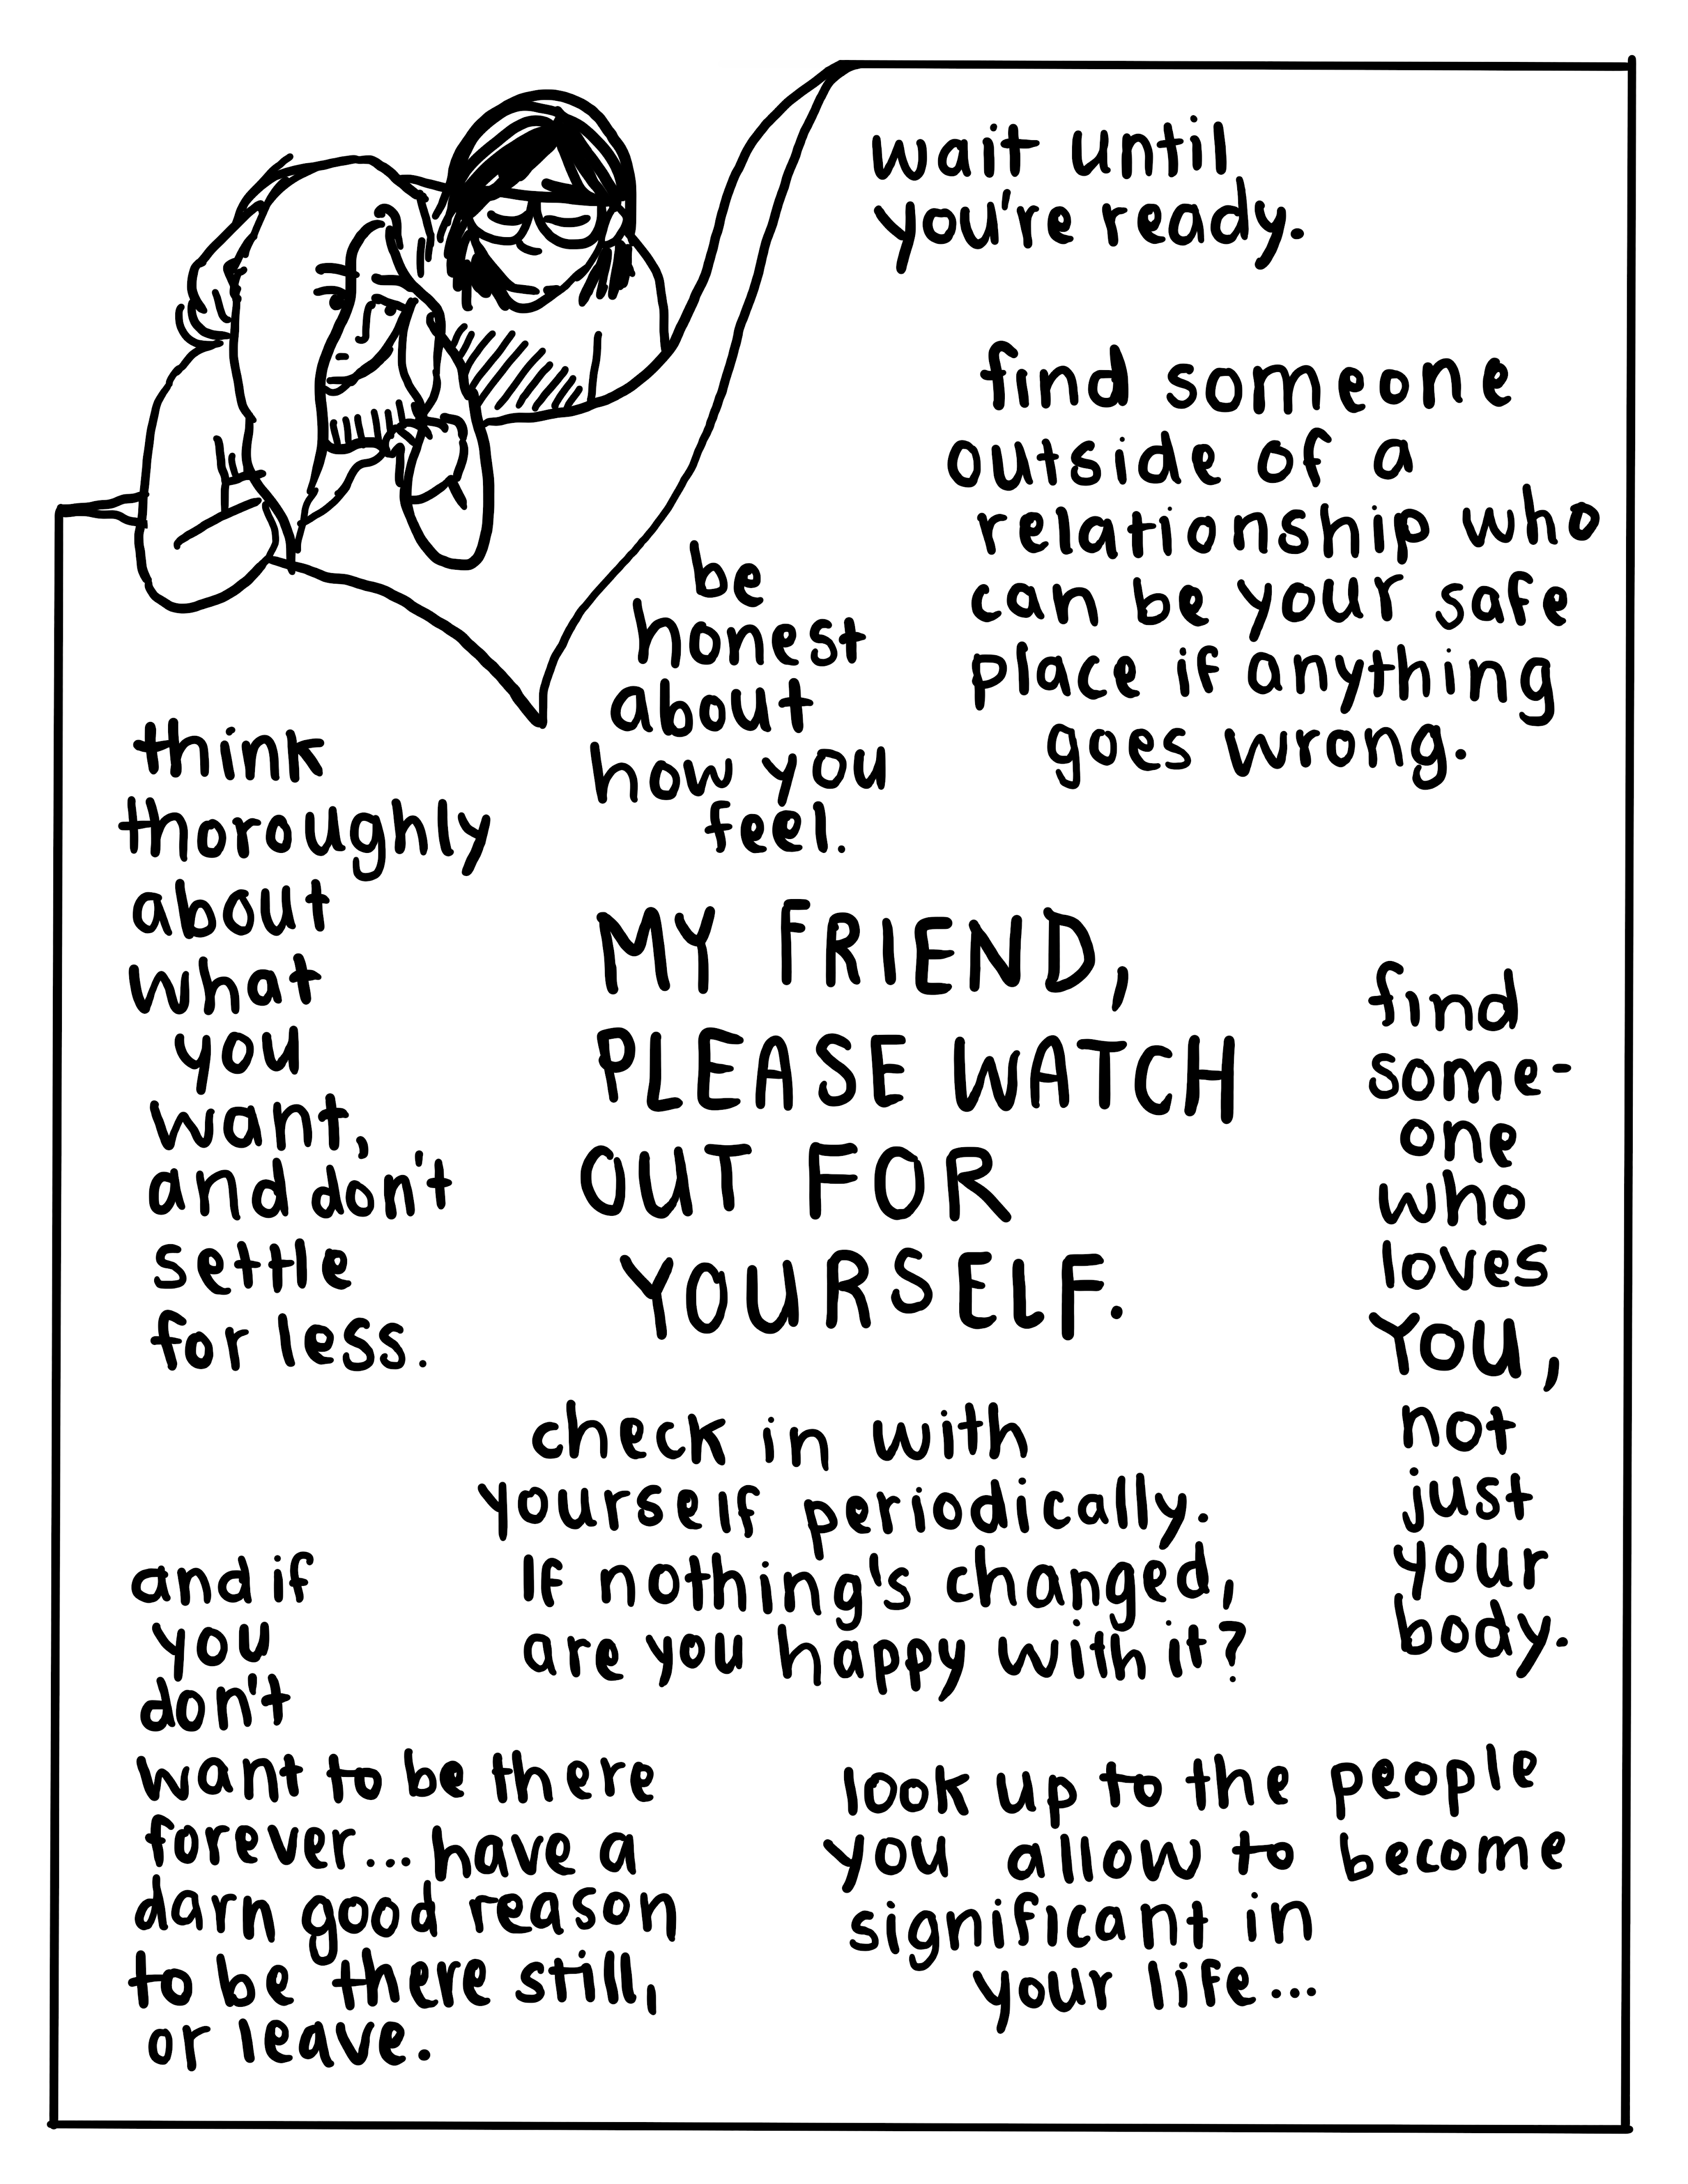 wait until
you're ready.
find someone
outside of a
relationship who
can be your safe
place if anything
goes wrong.
be
honest
about
how you
feel.
think
thoroughly
about
what
you
want,
and don't
settle
for less.
MY FRIEND,
PLEASE WATCH
OUT FOR
YOURSELF.
find
some-
one
who
loves
YOU,
not
just
your
body.
check in with
yourself periodically.
If nothing's changed,
are you happy with it?
and if
you
don't
want to be there
forever... have a
darn good reason
to be there still,
or leave.
look up to the people
you allow to become
significant in
your life...